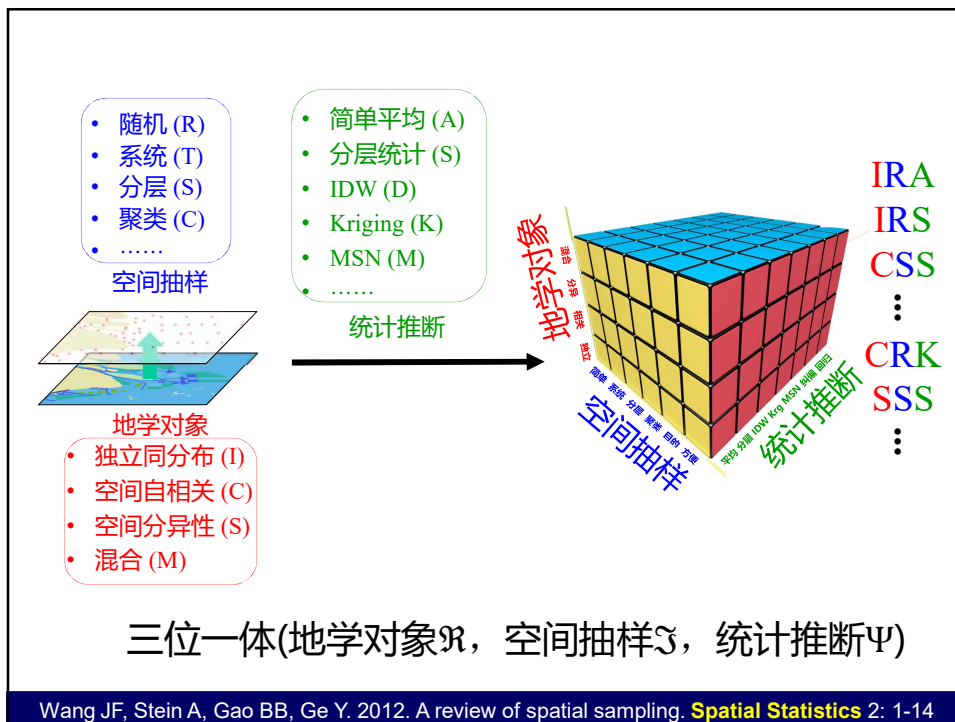 • 随机 (R)
• 系统 (T)
• 分层 (S)
• 聚类 (C)
• ……
空间抽样
• 简单平均 (A)
• 分层统计 (S)
• IDW (D)
• Kriging (K)
• MSN (M)
• ……
统计推断
地学对象
• 独立同分布 (I)
• 空间自相关 (C)
• 空间分异性 (S)
• 混合 (M)
地学对象
混合
分异
相关
独立
简单 系统 分层 聚类 目的 方便
空间抽样
平均 分层 IDW Krg MSN 纠偏 回归
统计推断
IRA
IRS
CSS
⋮
CRK
SSS
⋮
三位一体(地学对象ℜ，空间抽样ℑ，统计推断Ψ)
Wang JF, Stein A, Gao BB, Ge Y. 2012. A review of spatial sampling. Spatial Statistics 2: 1-14